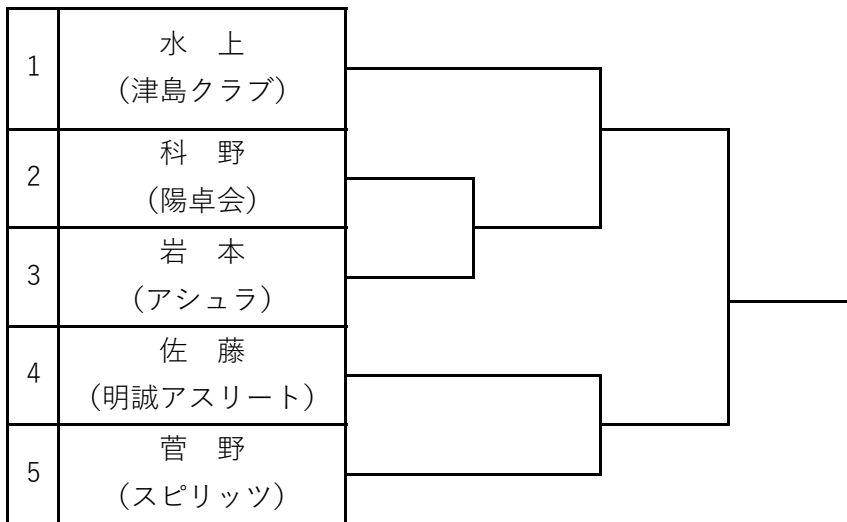 1
水　上
（津島クラブ）
2
科　野
（陽卓会）
3
岩　本
（アシュラ）
4
佐　藤
（明誠アスリート）
5
菅　野
（スピリッツ）